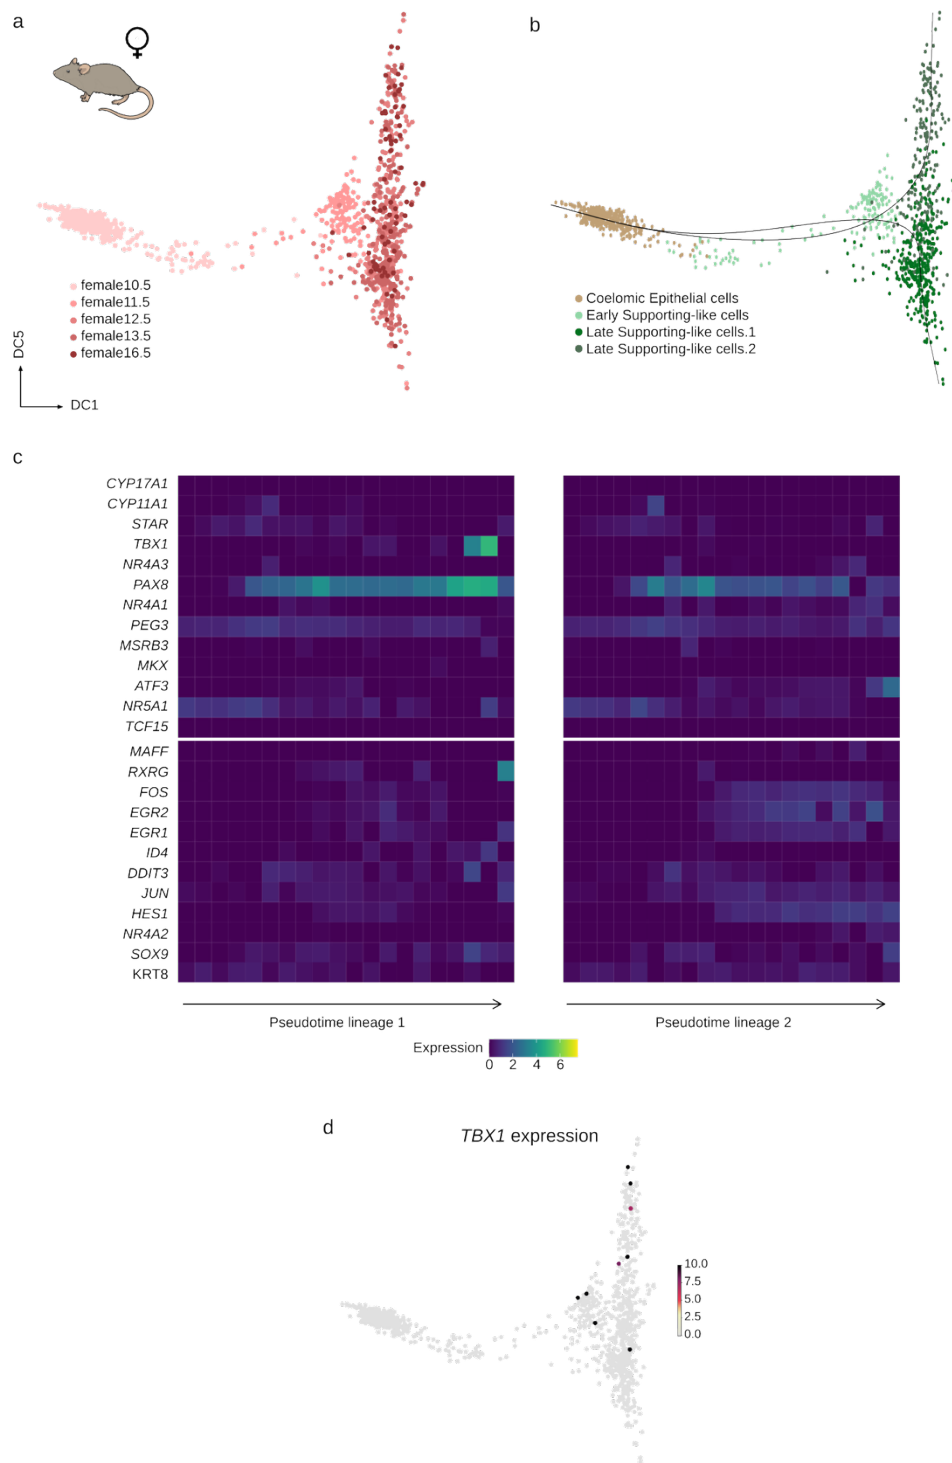 a
♀
female10.5
female11.5
female12.5
female13.5
female16.5
DC5
DC1
b
Coelomic Epithelial cells
Early Supporting-like cells
Late Supporting-like cells.1
Late Supporting-like cells.2
c
CYP17A1
CYP11A1
STAR
TBX1
NR4A3
PAX8
NR4A1
PEG3
MSRB3
MKX
ATF3
NR5A1
TCF15
MAFF
RXRG
FOS
EGR2
EGR1
ID4
DDIT3
JUN
HES1
NR4A2
SOX9
KRT8
Pseudotime lineage 1
Pseudotime lineage 2
Expression
0 2 4 6
d
TBX1 expression
10.0
7.5
5.0
2.5
0.0